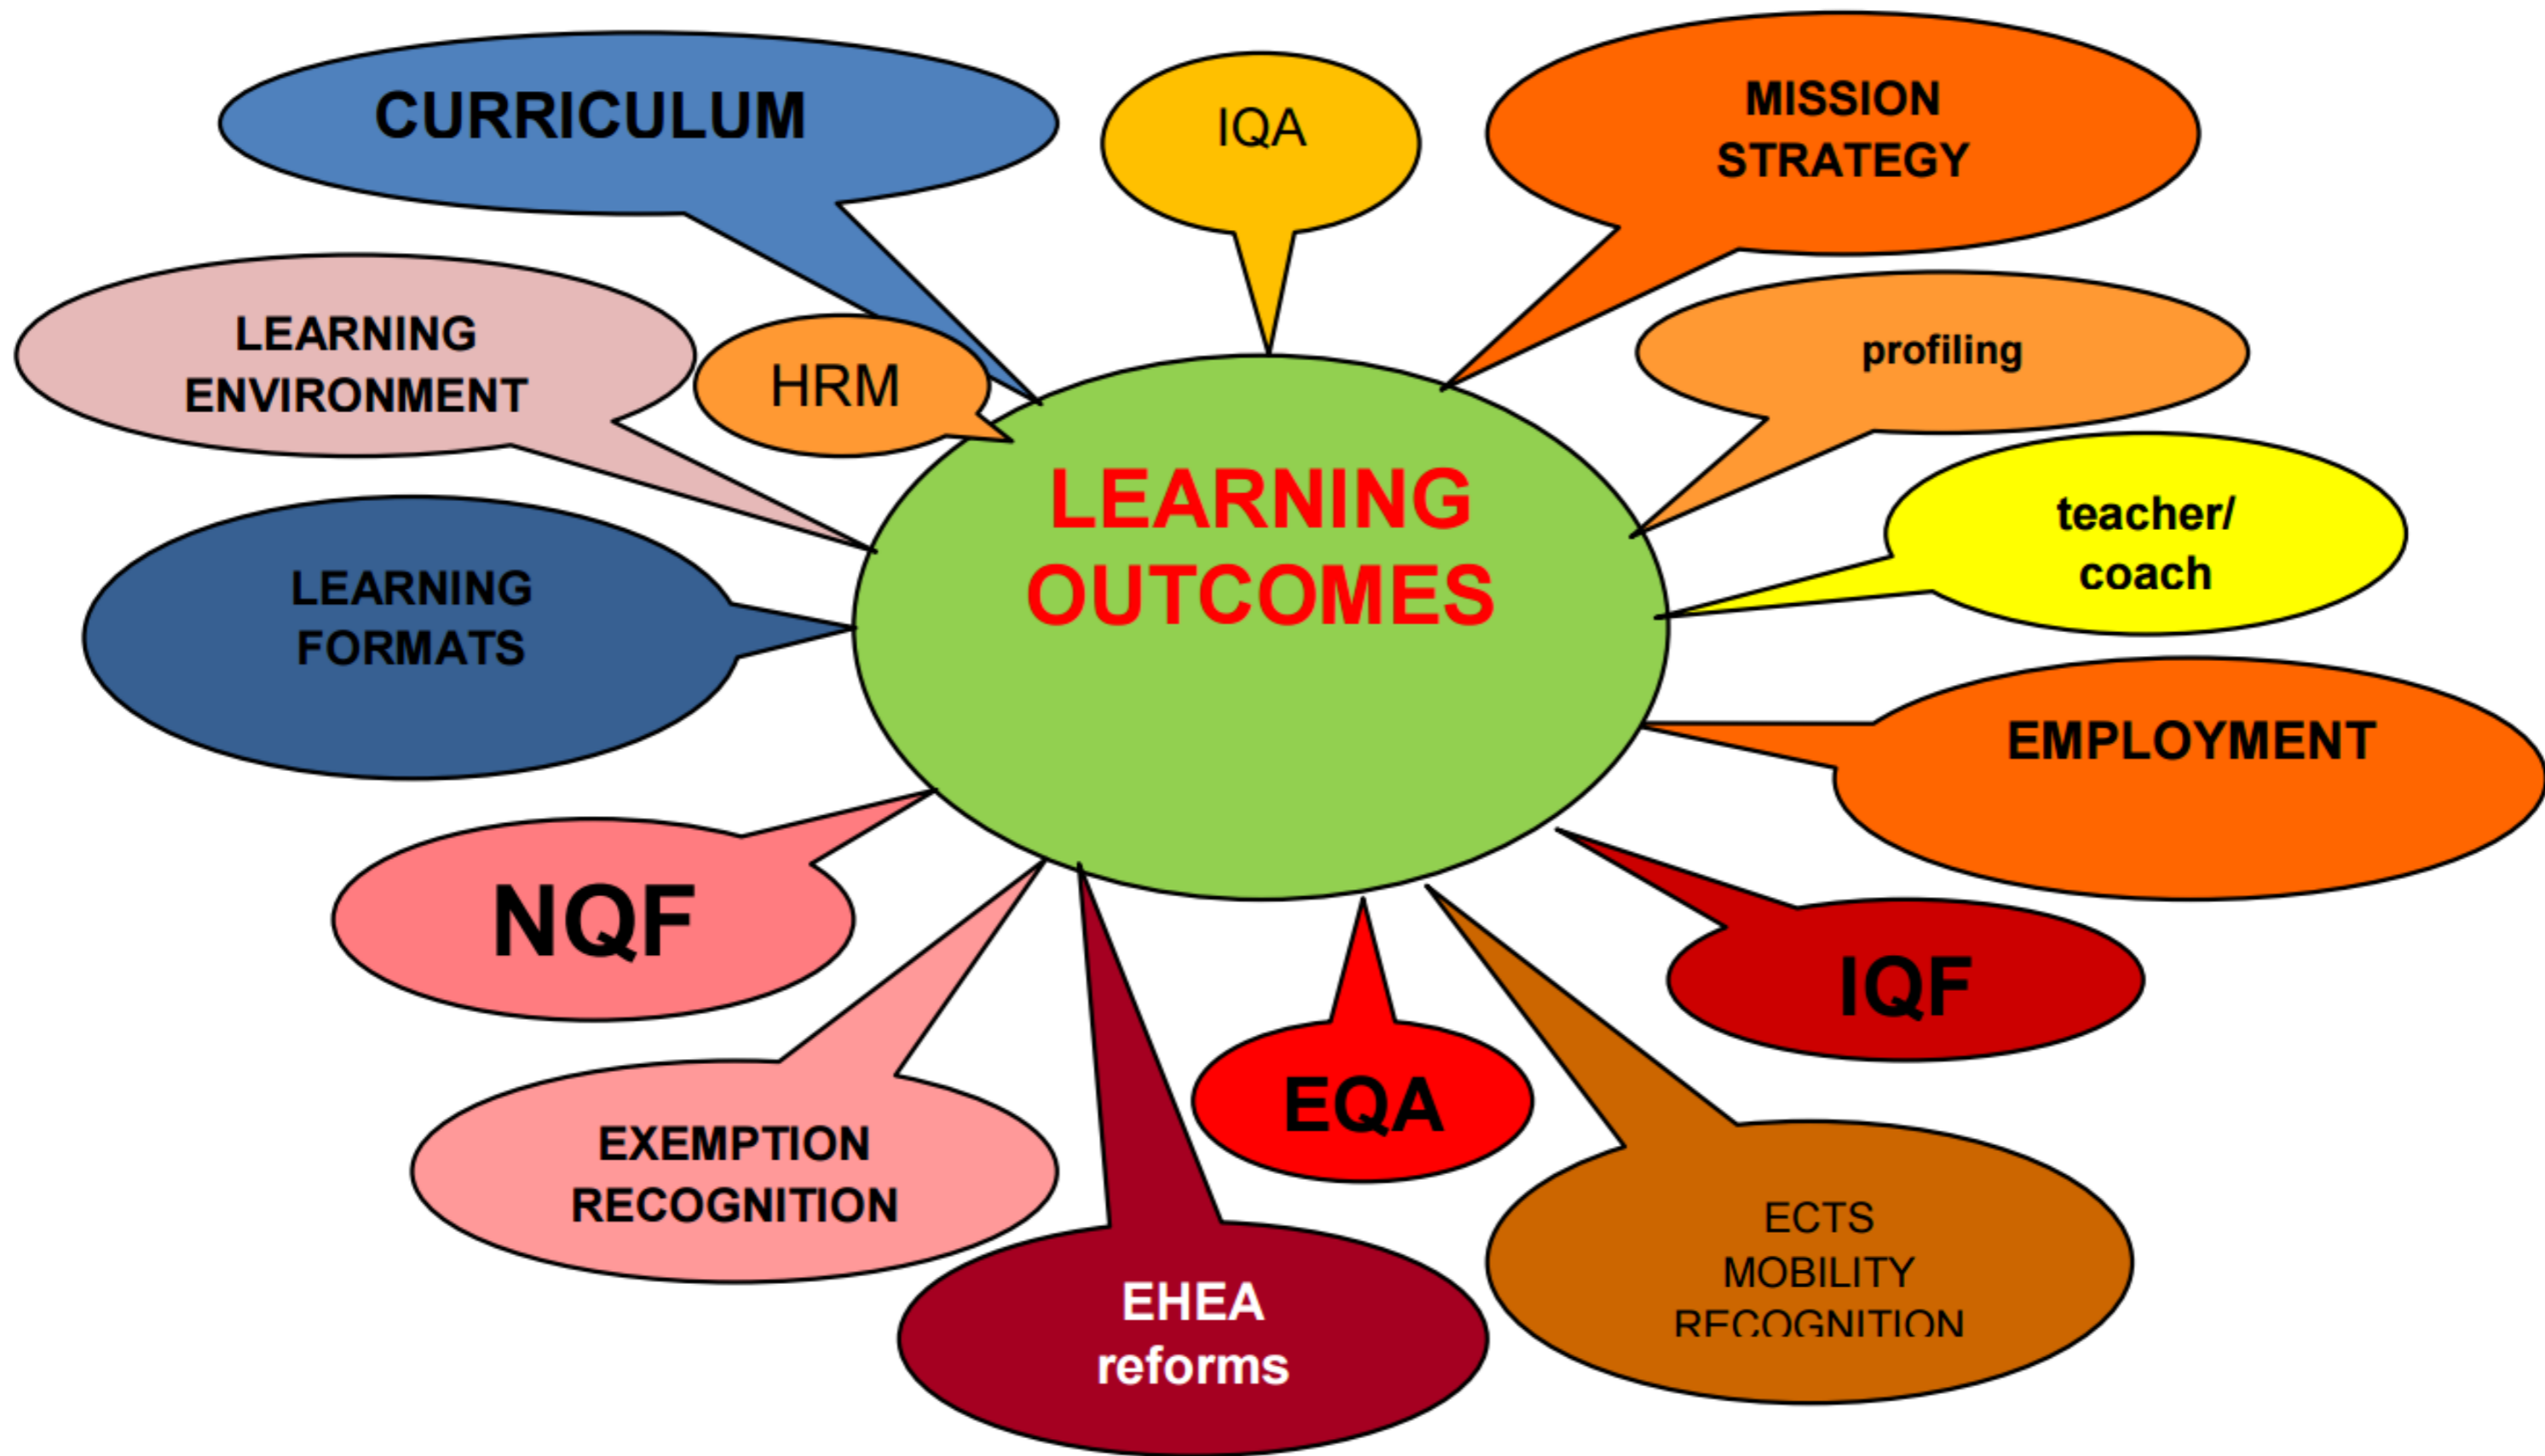 CURRICULUM
IQA
MISSION
STRATEGY
LEARNING
ENVIRONMENT
HRM
profiling
LEARNING
OUTCOMES
teacher/
coach
LEARNING
FORMATS
EMPLOYMENT
NQF
IQF
EXEMPTION
RECOGNITION
EQA
EHEA
reforms
ECTS
MOBILITY
RECOGNITION